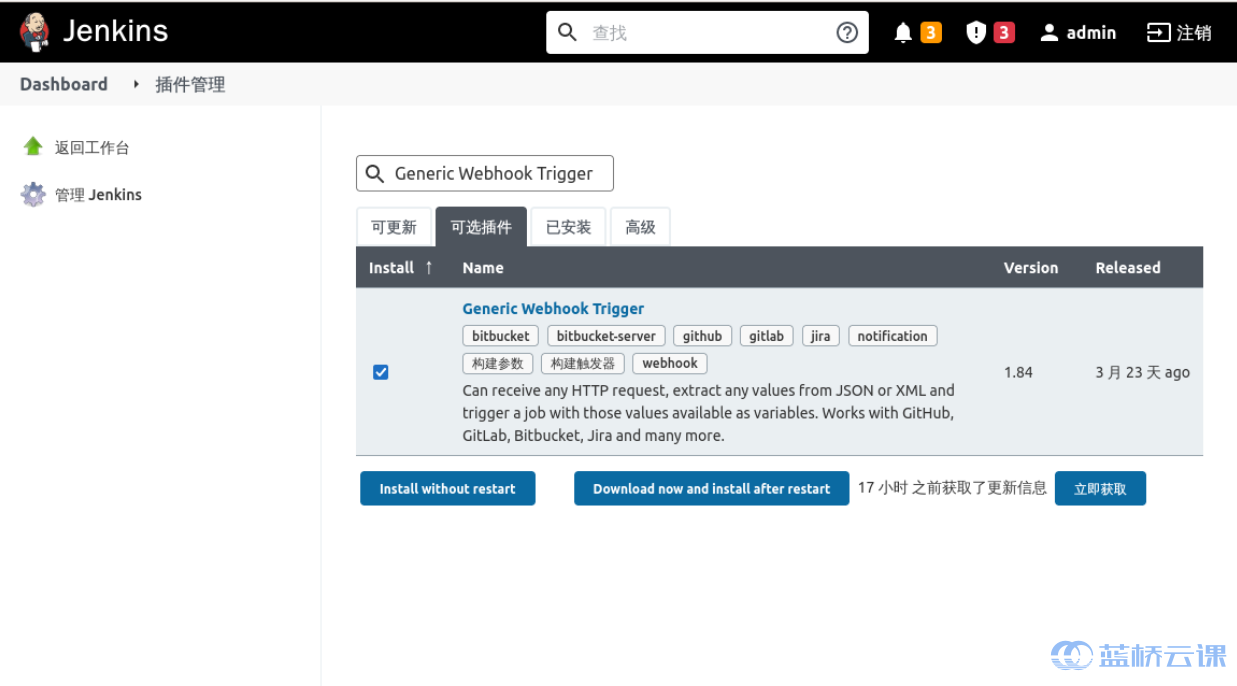 Jenkins 查找 3 3 admin 注销
Dashboard 插件管理
返回工作台
管理 Jenkins
Generic Webhook Trigger
可更新 可选插件 已安装 高级
Install ↑ Name Version Released
Generic Webhook Trigger
bitbucket bitbucket-server github gitlab jira notification
构建参数 构建触发器 webhook
1.84 3 月 23 天 ago
Can receive any HTTP request, extract any values from JSON or XML and
trigger a job with those values available as variables. Works with GitHub,
GitLab, Bitbucket, Jira and many more.
Install without restart Download now and install after restart 17 小时 之前获取了更新信息 立即获取
蓝桥云课